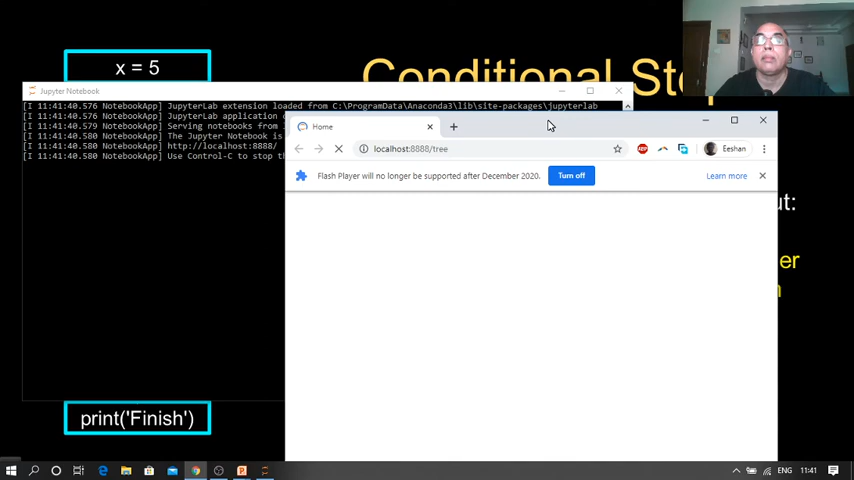 x = 5
Conditional Ste
Jupyter Notebook
[I 11:41:40.576 NotebookApp] JupyterLab extension loaded from C:\ProgramData\Anaconda3\lib\site-packages\jupyterlab
[I 11:41:40.576 NotebookApp] JupyterLab application
[I 11:41:40.579 NotebookApp] Serving notebooks from
[I 11:41:40.580 NotebookApp] The Jupyter Notebook is
[I 11:41:40.580 NotebookApp] http://localhost:8888/
[I 11:41:40.580 NotebookApp] Use Control-C to stop th
Home
localhost:8888/tree
ABP
Eeshan
Flash Player will no longer be supported after December 2020.
Turn off
Learn more
ut:
er
print('Finish')
ENG
11:41